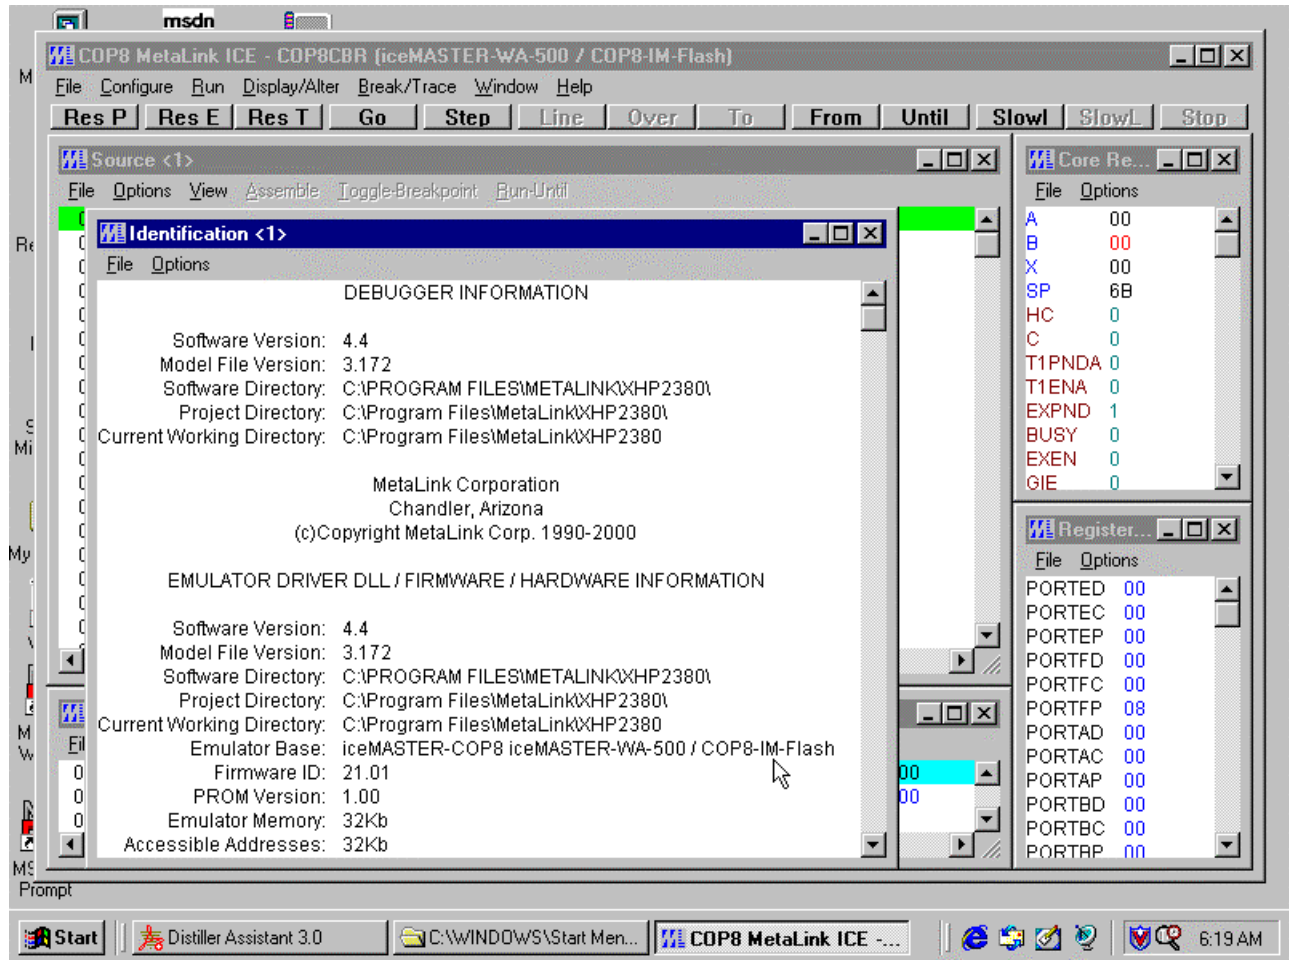 msdn
COP8 MetaLink ICE - COP8CBR (iceMASTER-WA-500 / COP8-IM-Flash)
File Configure Run Display/Alter Break/Trace Window Help
Res P Res E Res T Go Step Line Over To From Until Slowl SlowL Stop
Source <1>
File Options View Assemble Toggle-Breakpoint Run-Until
Identification <1>
File Options
DEBUGGER INFORMATION
Software Version: 4.4
Model File Version: 3.172
Software Directory: C:\PROGRAM FILES\METALINK\XHP2380\
Project Directory: C:\Program Files\MetaLink\XHP2380\
Current Working Directory: C:\Program Files\MetaLink\XHP2380
MetaLink Corporation
Chandler, Arizona
(c)Copyright MetaLink Corp. 1990-2000
EMULATOR DRIVER DLL / FIRMWARE / HARDWARE INFORMATION
Software Version: 4.4
Model File Version: 3.172
Software Directory: C:\PROGRAM FILES\METALINK\XHP2380\
Project Directory: C:\Program Files\MetaLink\XHP2380\
Current Working Directory: C:\Program Files\MetaLink\XHP2380
Emulator Base: iceMASTER-COP8 iceMASTER-WA-500 / COP8-IM-Flash
Firmware ID: 21.01
PROM Version: 1.00
Emulator Memory: 32Kb
Accessible Addresses: 32Kb
Core Re...
File Options
A 00
B 00
X 00
SP 6B
HC 0
C 0
T1PNDA 0
T1ENA 0
EXPND 1
BUSY 0
EXEN 0
GIE 0
Register...
File Options
PORTED 00
PORTEC 00
PORTEP 00
PORTFD 00
PORTFC 00
PORTFP 08
PORTAD 00
PORTAC 00
PORTAP 00
PORTBD 00
PORTBC 00
PORTBP 00
00
00
Prompt
Start Distiller Assistant 3.0 C:\WINDOWS\Start Men... COP8 MetaLink ICE -... 6:19 AM